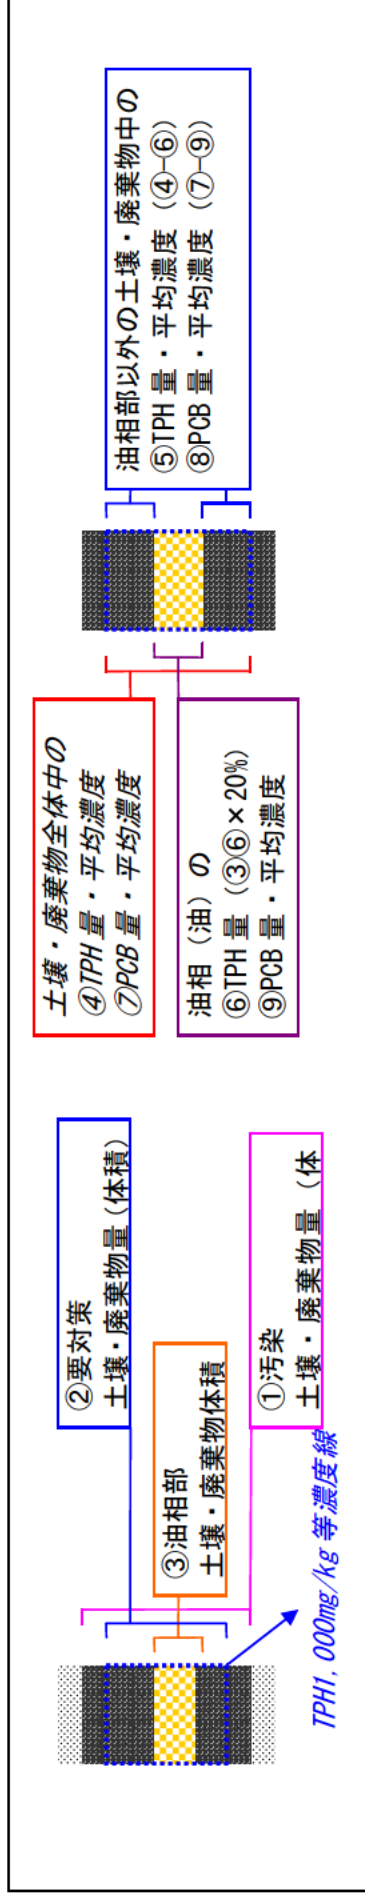 ②要対策
土壌・廃棄物量(体積)
③油相部
土壌・廃棄物体積
①汚染
土壌・廃棄物量（体
TPH1,000mg/kg 等濃度線
土壌・廃棄物全体中の
④TPH 量・平均濃度
⑦PCB 量・平均濃度
油相（油）の
⑥TPH 量（③⑥×20%）
⑨PCB 量・平均濃度
油相部以外の土壌・廃棄物中の
⑤TPH 量・平均濃度（④-⑥）
⑧PCB 量・平均濃度（⑦-⑨）